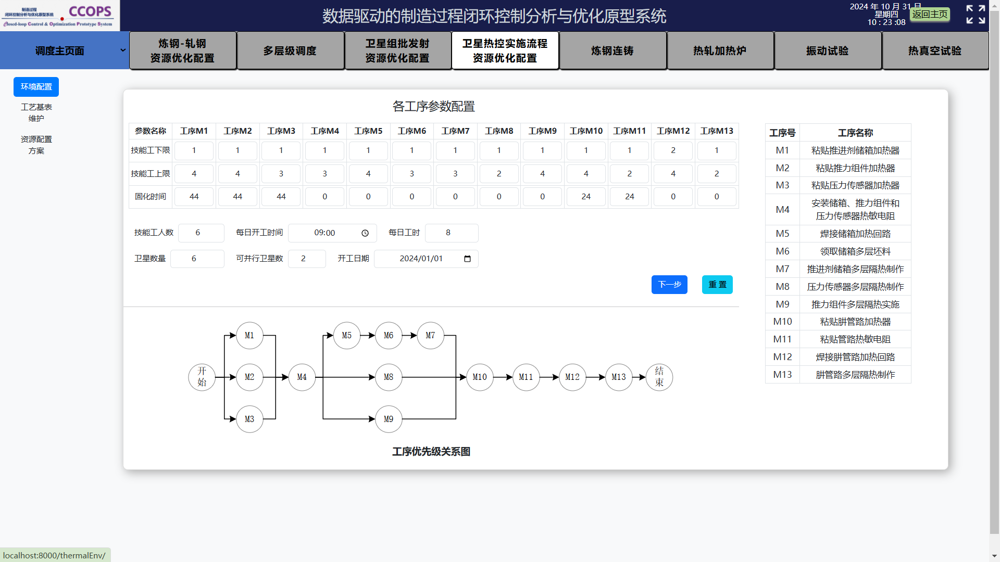 制造过程
闭环控制分析与优化原型系统
CCOPS
Closed-loop Control & Optimization Prototype System
数据驱动的制造过程闭环控制分析与优化原型系统
2024 年 10 月 31 日
星期四
10 : 23 :08
返回主页
调度主页面
炼钢-轧钢
资源优化配置
多层级调度
卫星组批发射
资源优化配置
卫星热控实施流程
资源优化配置
炼钢连铸
热轧加热炉
振动试验
热真空试验
环境配置
工艺基表
维护
资源配置
方案
各工序参数配置
参数名称 工序M1 工序M2 工序M3 工序M4 工序M5 工序M6 工序M7 工序M8 工序M9 工序M10 工序M11 工序M12 工序M13
技能工下限 1 1 1 1 1 1 1 1 1 1 1 2 1
技能工上限 4 4 3 3 4 3 3 2 4 4 2 4 2
固化时间 44 44 44 0 0 0 0 0 0 24 24 0 0
技能工人数 6 每日开工时间 09:00 每日工时 8
卫星数量 6 可并行卫星数 2 开工日期 2024/01/01
下一步 重 置
工序号 工序名称
M1 粘贴推进剂储箱加热器
M2 粘贴推力组件加热器
M3 粘贴压力传感器加热器
M4 安装储箱、推力组件和
压力传感器热敏电阻
M5 焊接储箱加热回路
M6 领取储箱多层坯料
M7 推进剂储箱多层隔热制作
M8 压力传感器多层隔热制作
M9 推力组件多层隔热实施
M10 粘贴肼管路加热器
M11 粘贴管路热敏电阻
M12 焊接肼管路加热回路
M13 肼管路多层隔热制作
M1 M5 M6 M7
开
始
M2 M4 M8 M10 M11 M12 M13
结
束
M3 M9
工序优先级关系图
localhost:8000/thermalEnv/